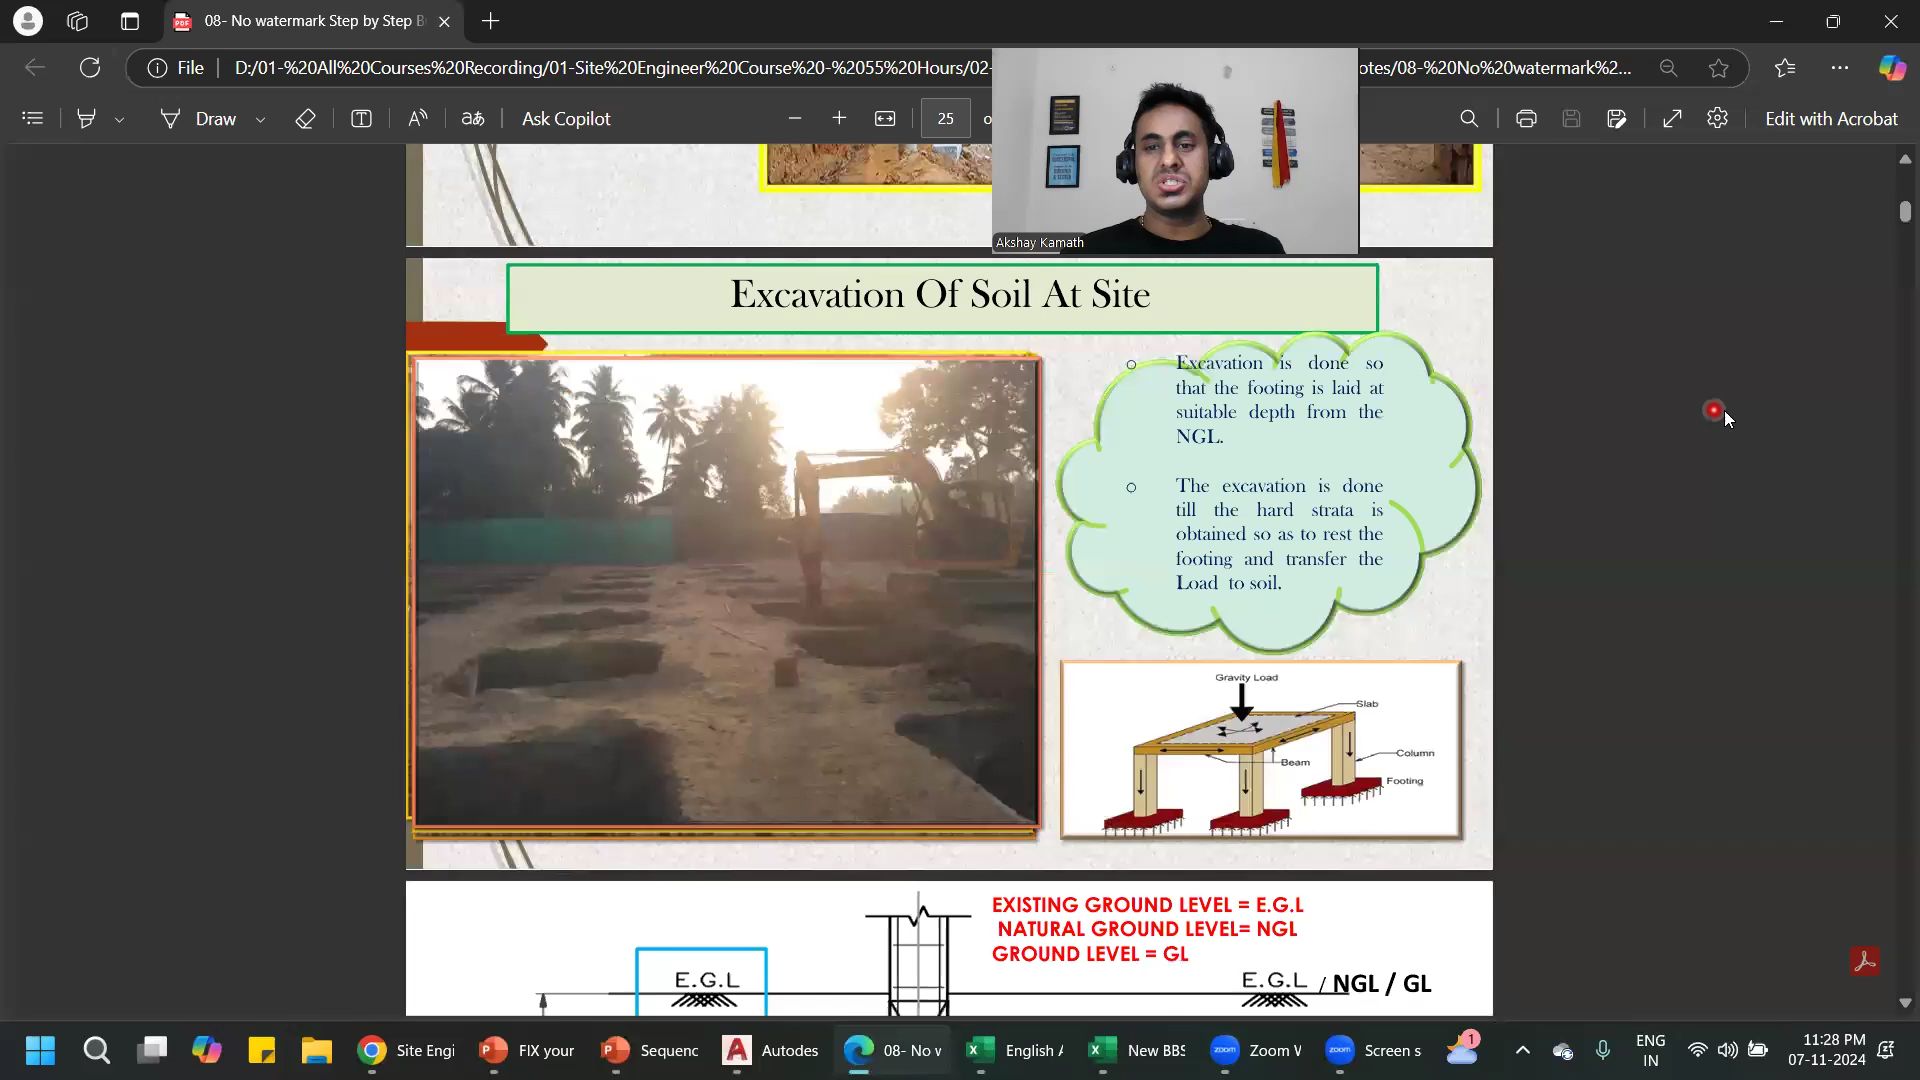 08- No watermark Step by Step B
File
D:/01-%20All%20Courses%20Recording/01-Site%20Engineer%20Course%20-%2055%20Hours/02-
otes/08-%20No%20watermark%2...
Draw
aあ
Ask Copilot
25
Edit with Acrobat
Akshay Kamath
Excavation Of Soil At Site
Excavation is done so
that the footing is laid at
suitable depth from the
NGL.
The excavation is done
till the hard strata is
obtained so as to rest the
footing and transfer the
Load to soil.
Gravity Load
Slab
Column
Beam
Footing
EXISTING GROUND LEVEL = E.G.L
NATURAL GROUND LEVEL= NGL
GROUND LEVEL = GL
E.G.L
E.G.L / NGL / GL
Site Engi
FIX your
Sequenc
Autodes
08- No v
English A
New BBS
Zoom V
Screen s
1
ENG
IN
11:28 PM
07-11-2024